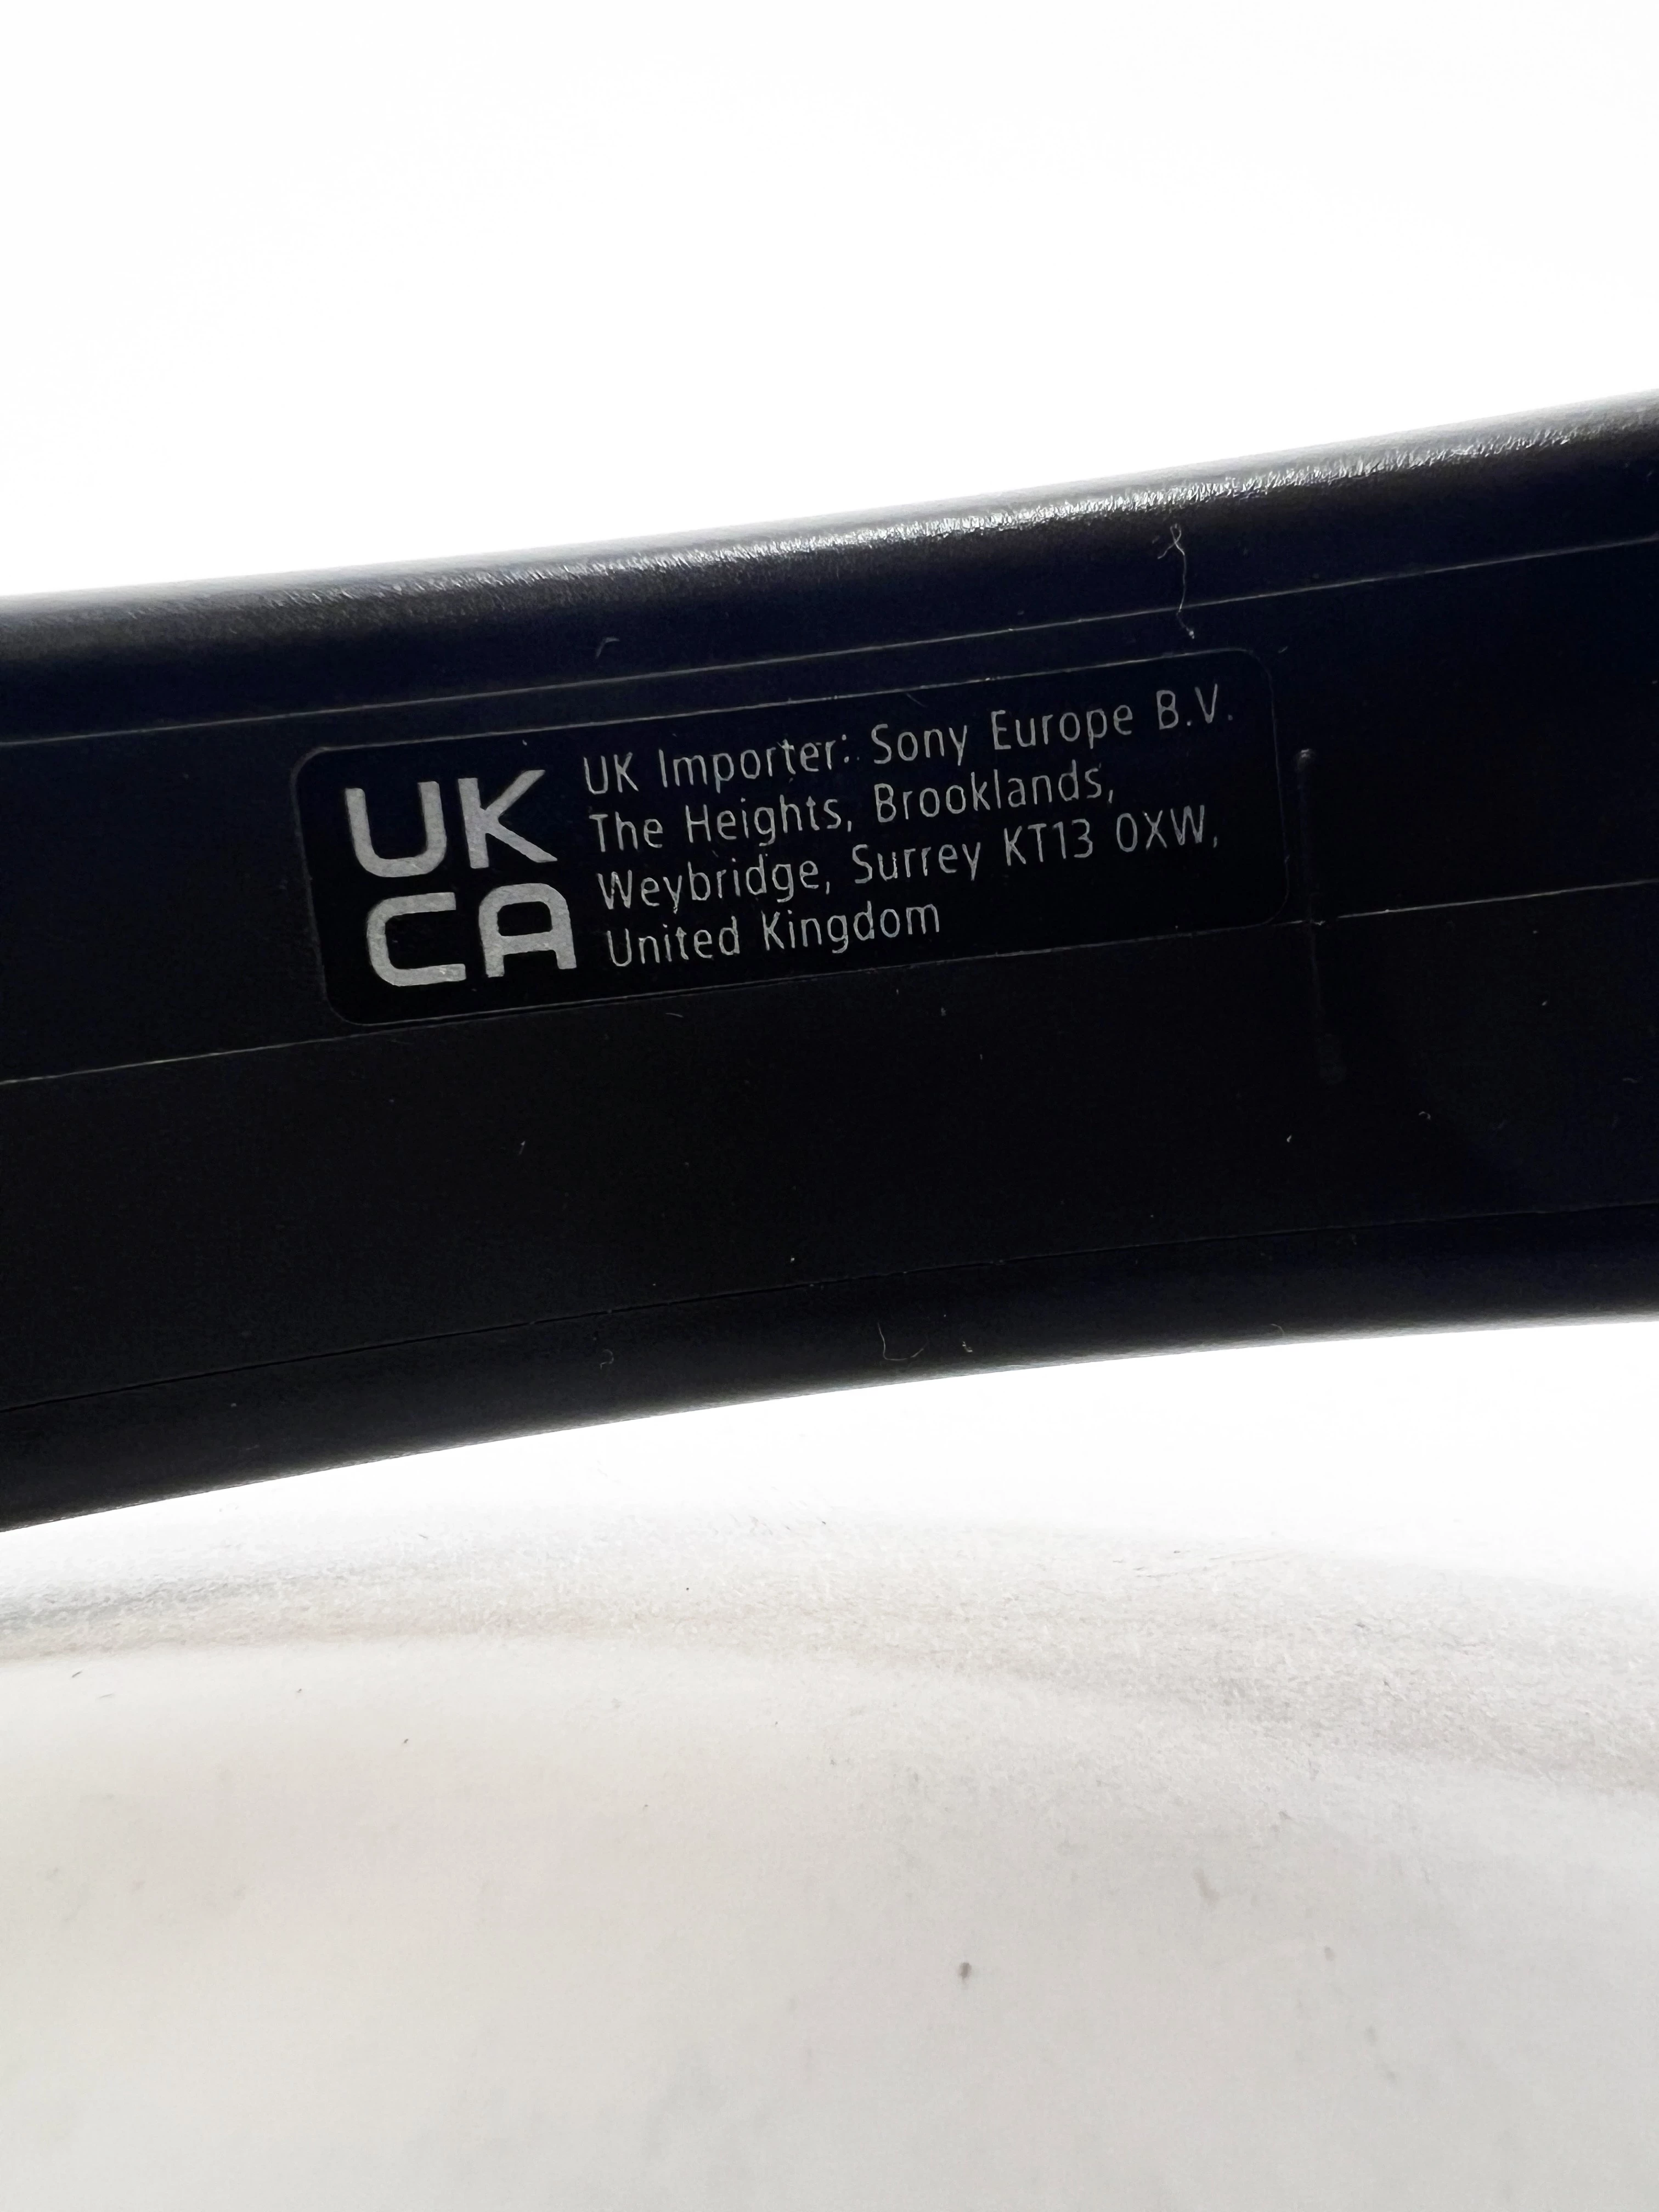 UK
CA
UK Importer: Sony Europe B.V.
The Heights, Brooklands,
Weybridge, Surrey KT13 0XW,
United Kingdom